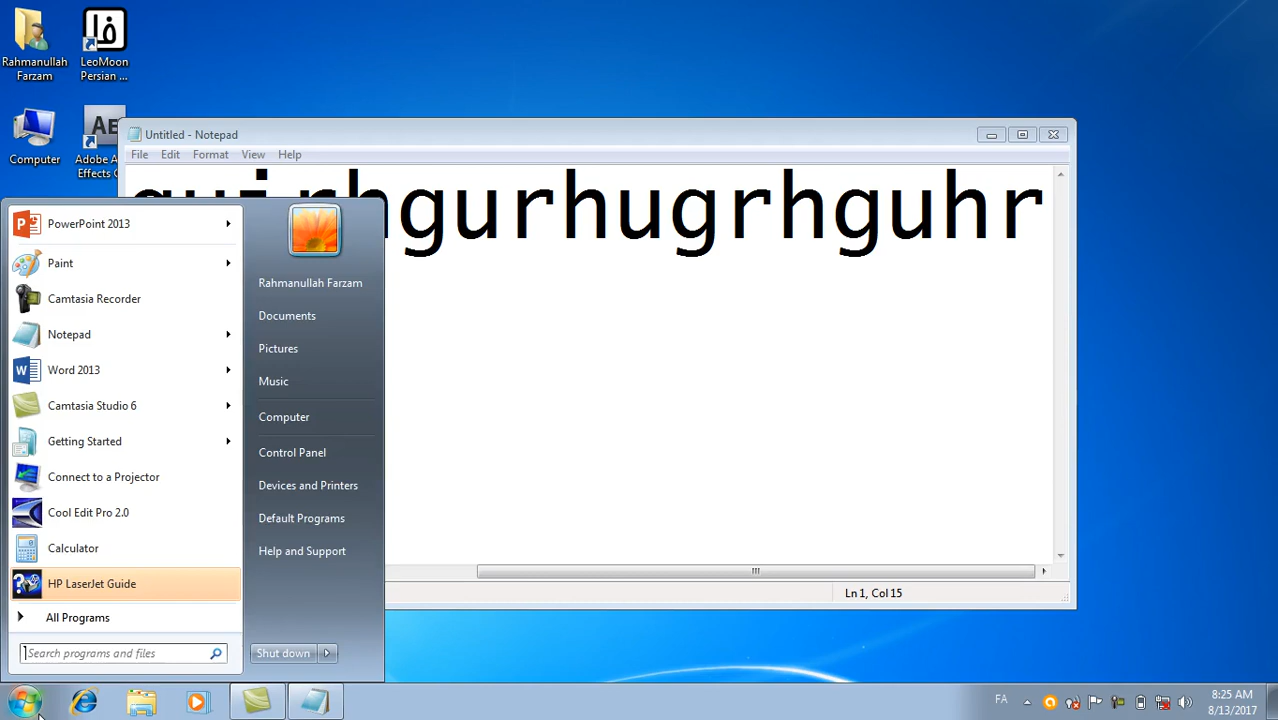 Rahmanullah
Farzam
فا
LeoMoon
Persian ...
Computer
Adobe A
Effects C
AE
Untitled - Notepad
File Edit Format View Help
hgurhugrhguhr
PowerPoint 2013
Paint
Camtasia Recorder
Notepad
Word 2013
Camtasia Studio 6
Getting Started
Connect to a Projector
Cool Edit Pro 2.0
Calculator
HP LaserJet Guide
All Programs
Search programs and files
Rahmanullah Farzam
Documents
Pictures
Music
Computer
Control Panel
Devices and Printers
Default Programs
Help and Support
Shut down
Ln 1, Col 15
FA
8:25 AM
8/13/2017